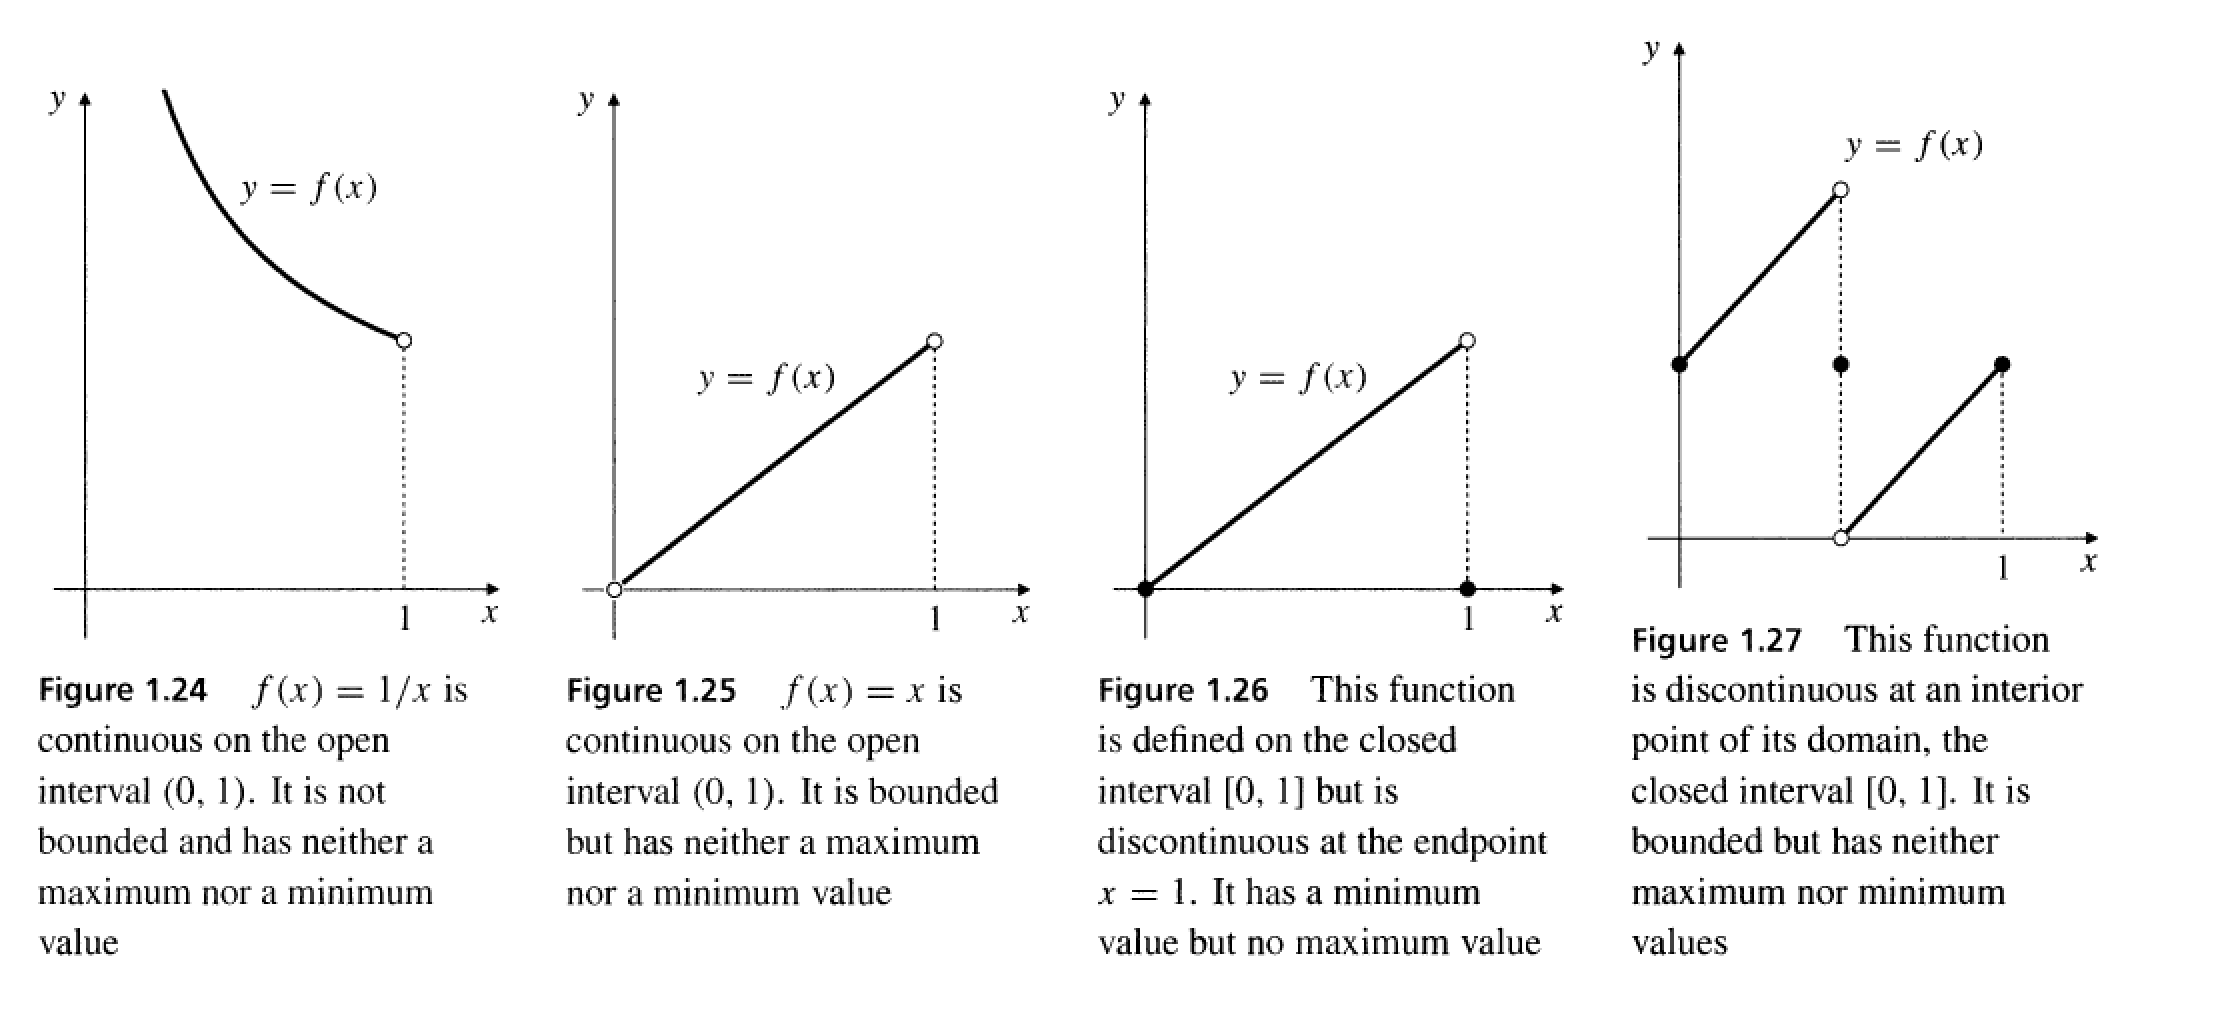 y
y = f(x)
1
x
Figure 1.24 f(x) = 1/x is
continuous on the open
interval (0, 1). It is not
bounded and has neither a
maximum nor a minimum
value
y
y = f(x)
1
x
Figure 1.25 f(x) = x is
continuous on the open
interval (0, 1). It is bounded
but has neither a maximum
nor a minimum value
y
y = f(x)
1
x
Figure 1.26 This function
is defined on the closed
interval [0, 1] but is
discontinuous at the endpoint
x = 1. It has a minimum
value but no maximum value
y
y = f(x)
1
x
Figure 1.27 This function
is discontinuous at an interior
point of its domain, the
closed interval [0, 1]. It is
bounded but has neither
maximum nor minimum
values